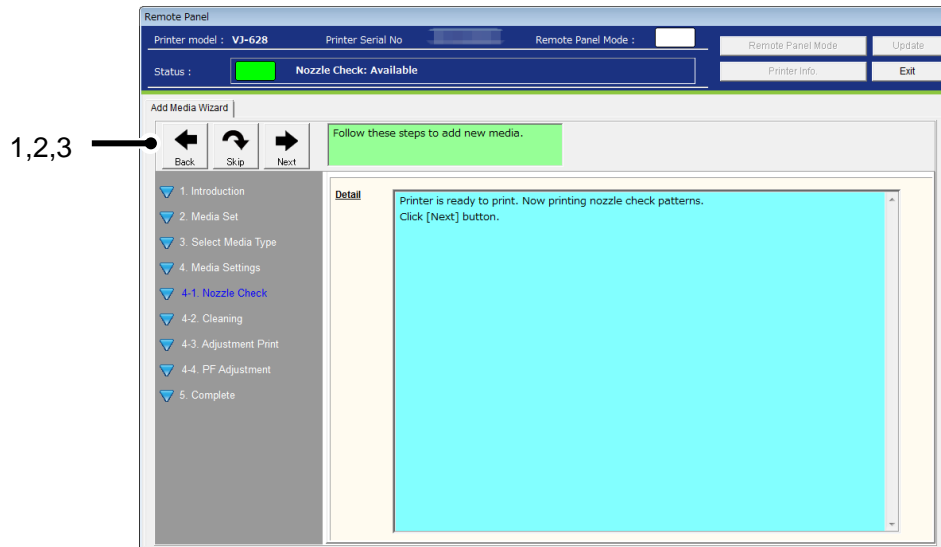 Remote Panel
Printer model : VJ-628 Printer Serial No Remote Panel Mode :
Remote Panel Mode Update
Status : Nozzle Check: Available
Printer Info. Exit
Add Media Wizard
1,2,3
Back Skip Next
Follow these steps to add new media.
1. Introduction
2. Media Set
3. Select Media Type
4. Media Settings
4-1. Nozzle Check
4-2. Cleaning
4-3. Adjustment Print
4-4. PF Adjustment
5. Complete
Detail
Printer is ready to print. Now printing nozzle check patterns.
Click [Next] button.